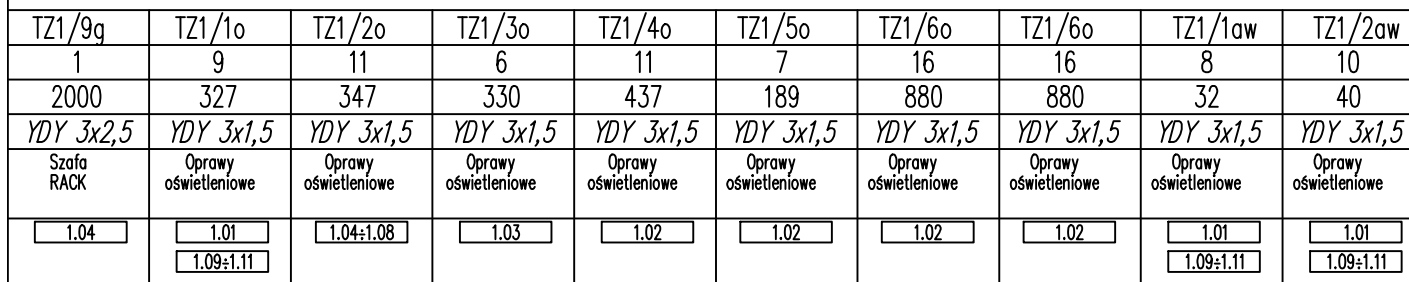 TZ1/9g TZ1/1o TZ1/2o TZ1/3o TZ1/4o TZ1/5o TZ1/6o TZ1/6o TZ1/1aw TZ1/2aw
1 9 11 6 11 7 16 16 8 10
2000 327 347 330 437 189 880 880 32 40
YDY 3x2,5 YDY 3x1,5 YDY 3x1,5 YDY 3x1,5 YDY 3x1,5 YDY 3x1,5 YDY 3x1,5 YDY 3x1,5 YDY 3x1,5 YDY 3x1,5
Szafa Oprawy Oprawy Oprawy Oprawy Oprawy Oprawy Oprawy Oprawy Oprawy
RACK oświetleniowe oświetleniowe oświetleniowe oświetleniowe oświetleniowe oświetleniowe oświetleniowe oświetleniowe oświetleniowe
1.04 1.01 1.04÷1.08 1.03 1.02 1.02 1.02 1.02 1.01 1.01
1.09÷1.11 1.09÷1.11 1.09÷1.11